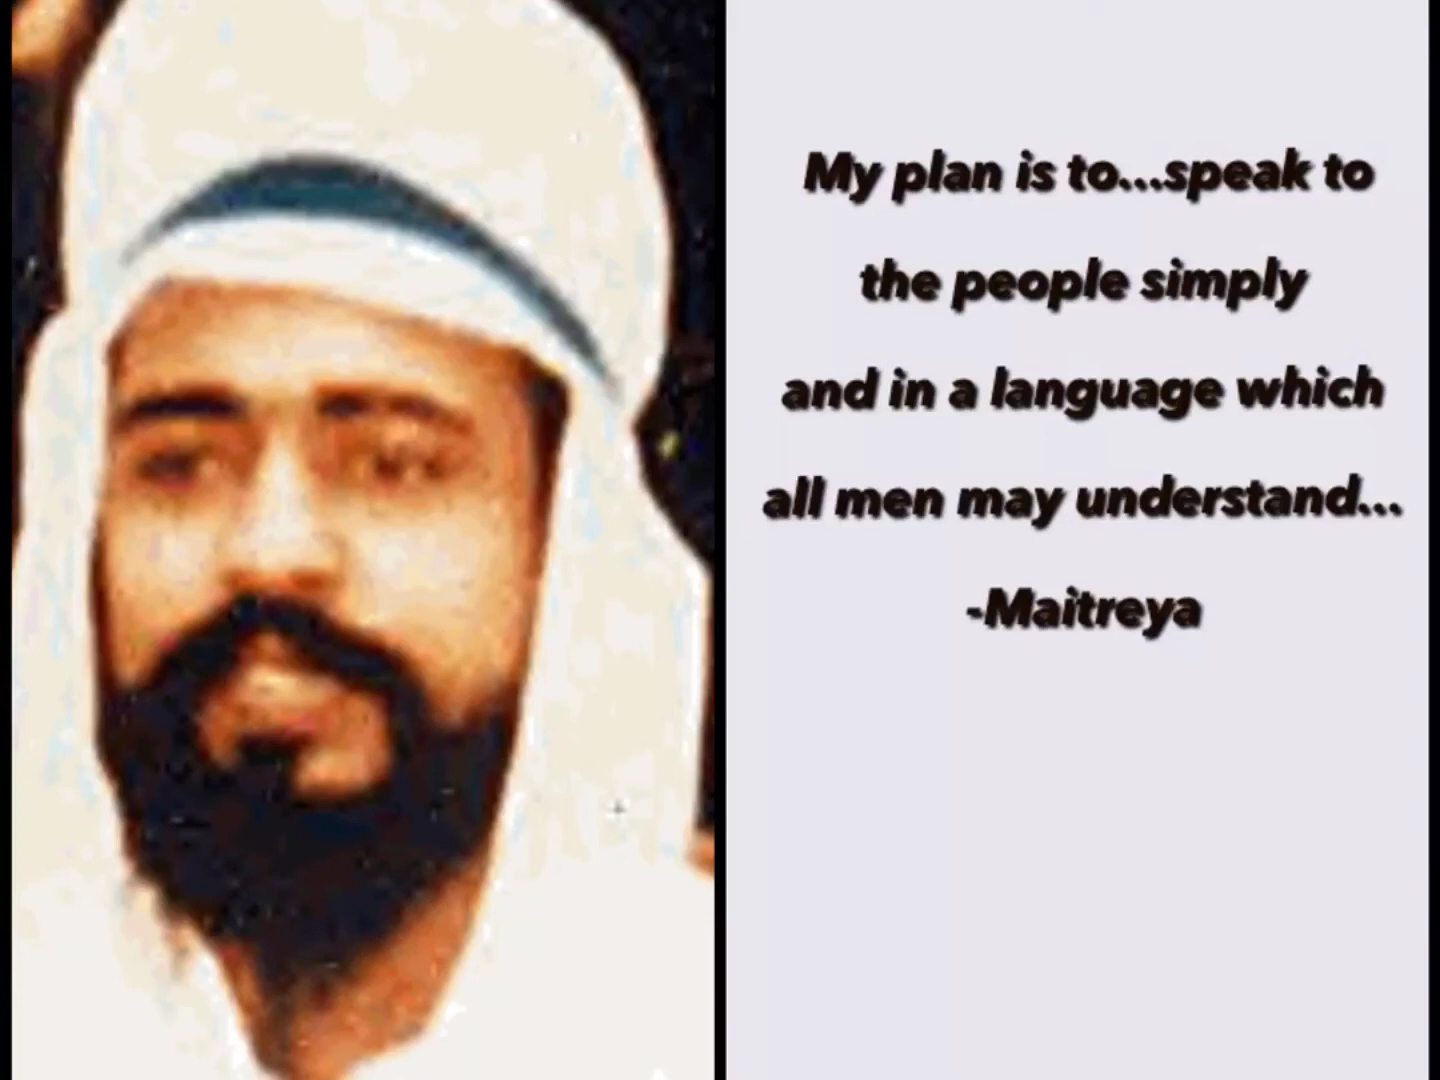 My plan is to...speak to
the people simply
and in a language which
all men may understand...
-Maitreya